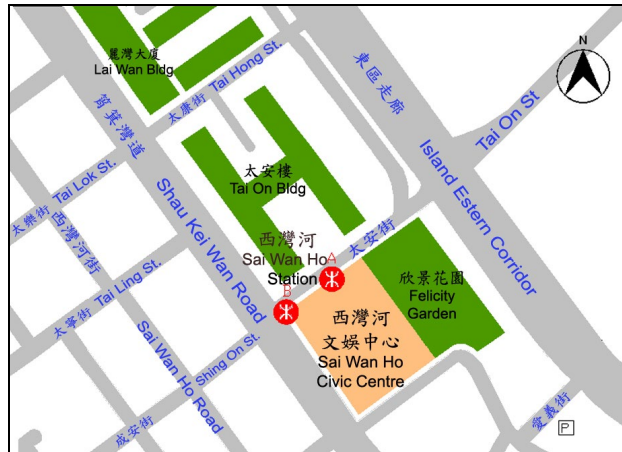 麗灣大廈
Lai Wan Bldg
太康街 Tai Hong St.
筲箕灣道
Shau Kei Wan Road
東區走廊
Island Estern Corridor
N
Tai On St
太安街
太安樓
Tai On Bldg
太樂街 Tai Lok St.
西灣河街
Sai Wan Ho Road
太寧街 Tai Ling St.
成安街 Shing On St.
西灣河
Sai Wan Ho
Station
A
B
欣景花園
Felicity
Garden
西灣河
文娛中心
Sai Wan Ho
Civic Centre
愛義街
P